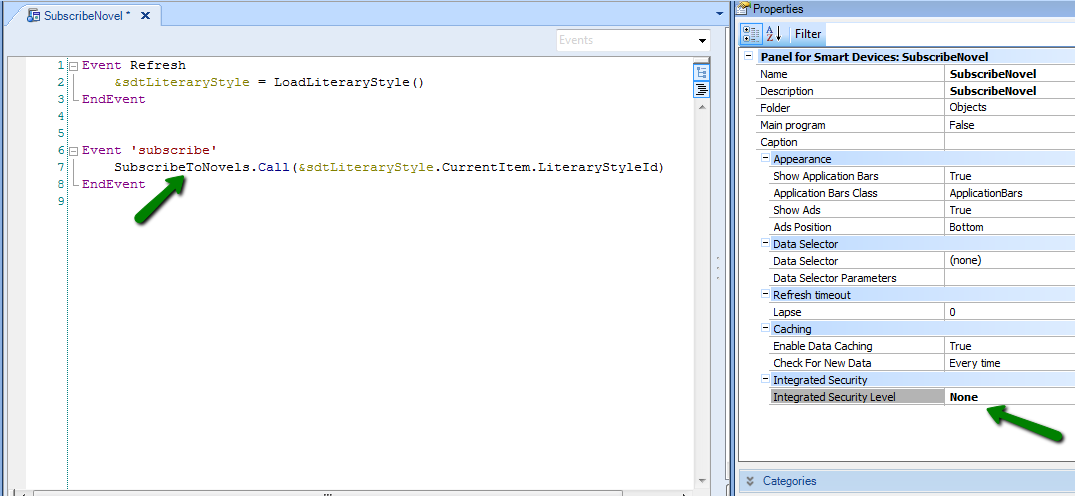 SubscribeNovel *
Events
1 Event Refresh
2 &sdtLiteraryStyle = LoadLiteraryStyle()
3 EndEvent
4
5
6 Event 'subscribe'
7 SubscribeToNovels.Call(&sdtLiteraryStyle.CurrentItem.LiteraryStyleId)
8 EndEvent
9
Properties
Filter
Panel for Smart Devices: SubscribeNovel
Name SubscribeNovel
Description SubscribeNovel
Folder Objects
Main program False
Caption
Appearance
Show Application Bars True
Application Bars Class ApplicationBars
Show Ads True
Ads Position Bottom
Data Selector
Data Selector (none)
Data Selector Parameters
Refresh timeout
Lapse 0
Caching
Enable Data Caching True
Check For New Data Every time
Integrated Security
Integrated Security Level None
Categories